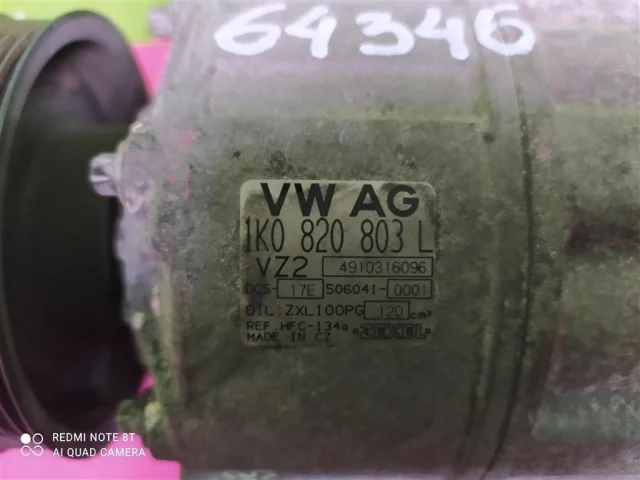 64346
VW AG
1K0 820 803 L
VZ2 4910316096
DCS-17E 506041-0001
OIL:ZXL100PG 120 cm³
REF.HFC-134a ZEXEL
MADE IN CZ
REDMI NOTE 8T
AI QUAD CAMERA